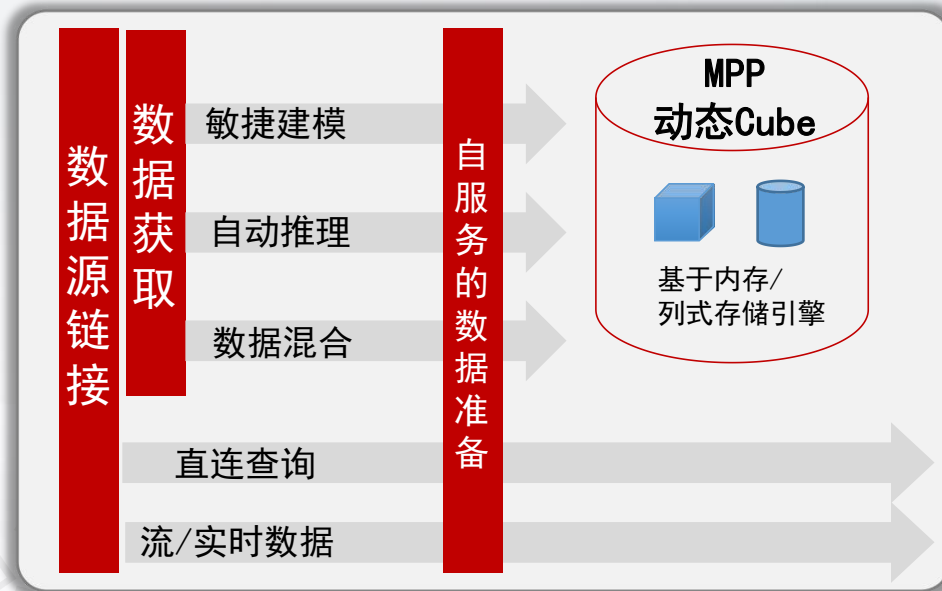 数据源链接
数据获取
敏捷建模
自动推理
数据混合
直连查询
流/实时数据
自服务的数据准备
MPP
动态Cube
基于内存/
列式存储引擎